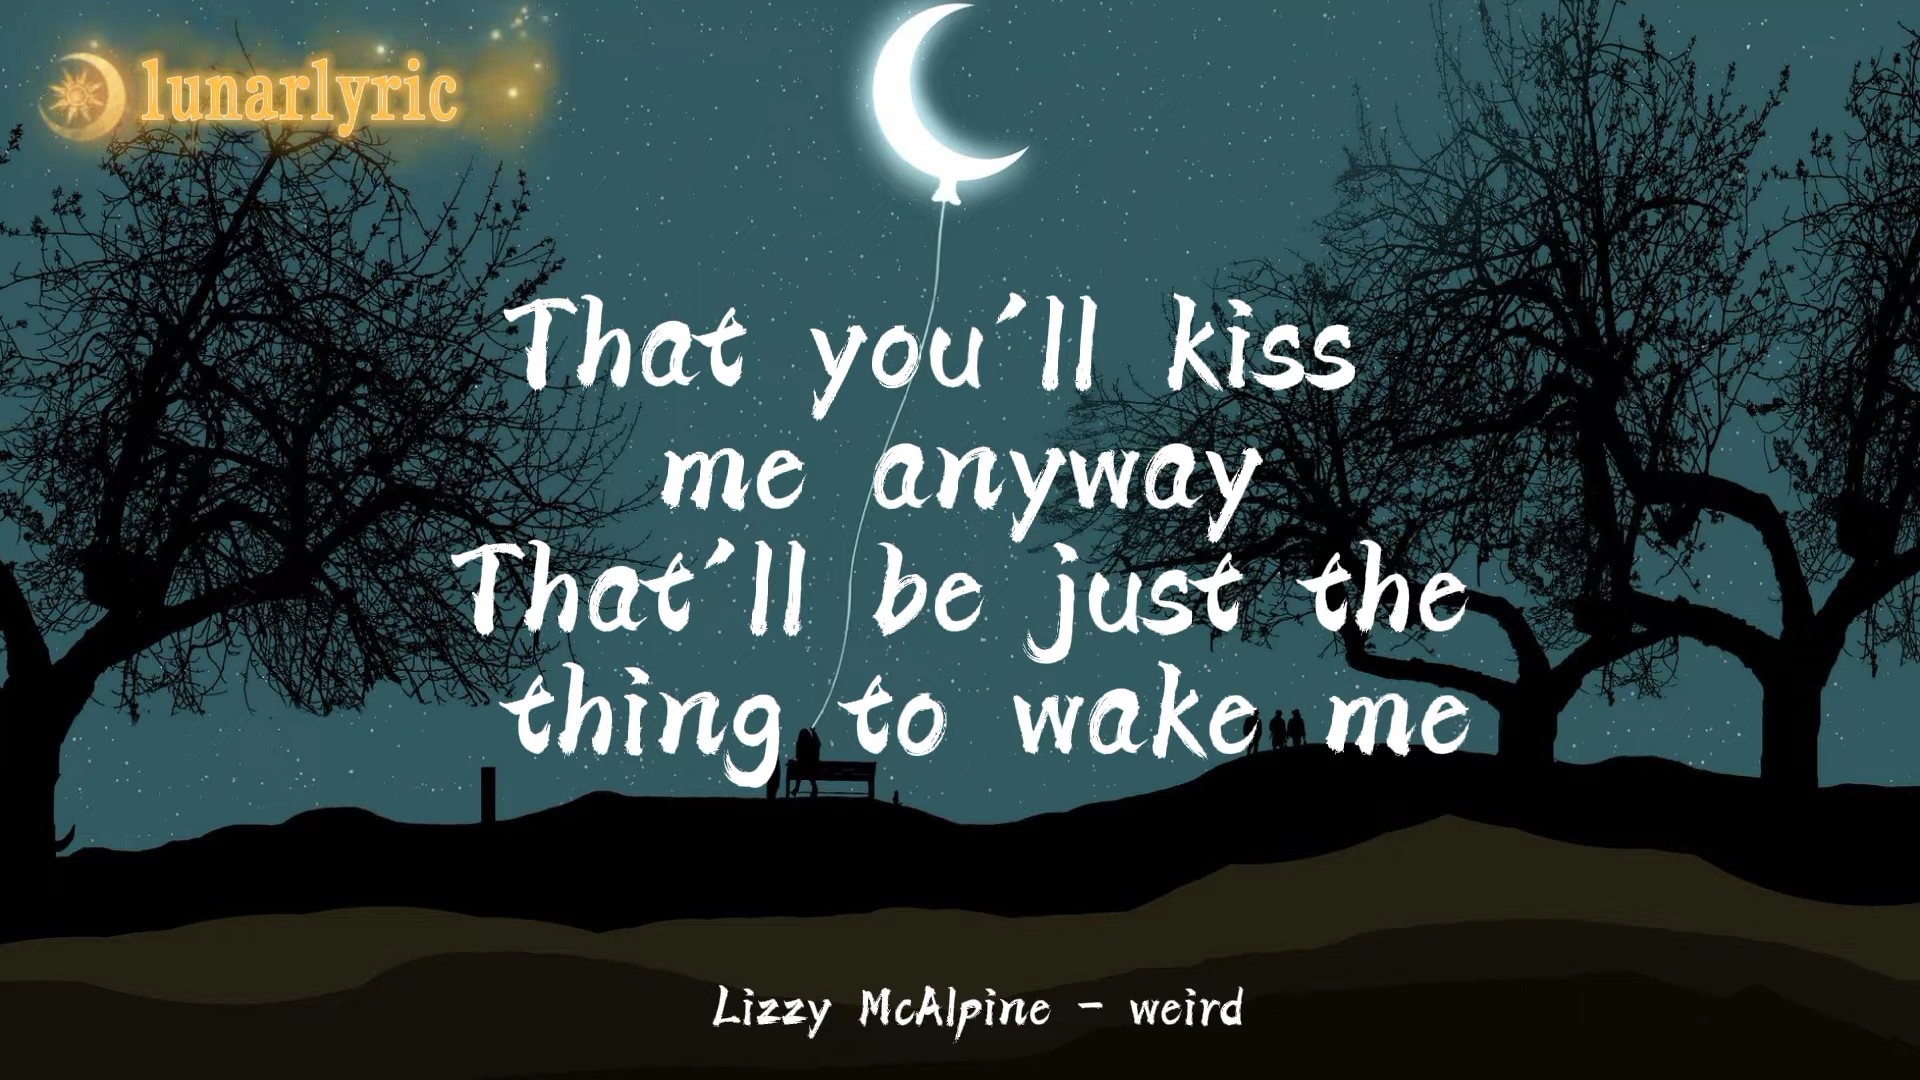 lunarlyric
That you'll kiss
me anyway
That'll be just the
thing to wake me
Lizzy McAlpine - weird